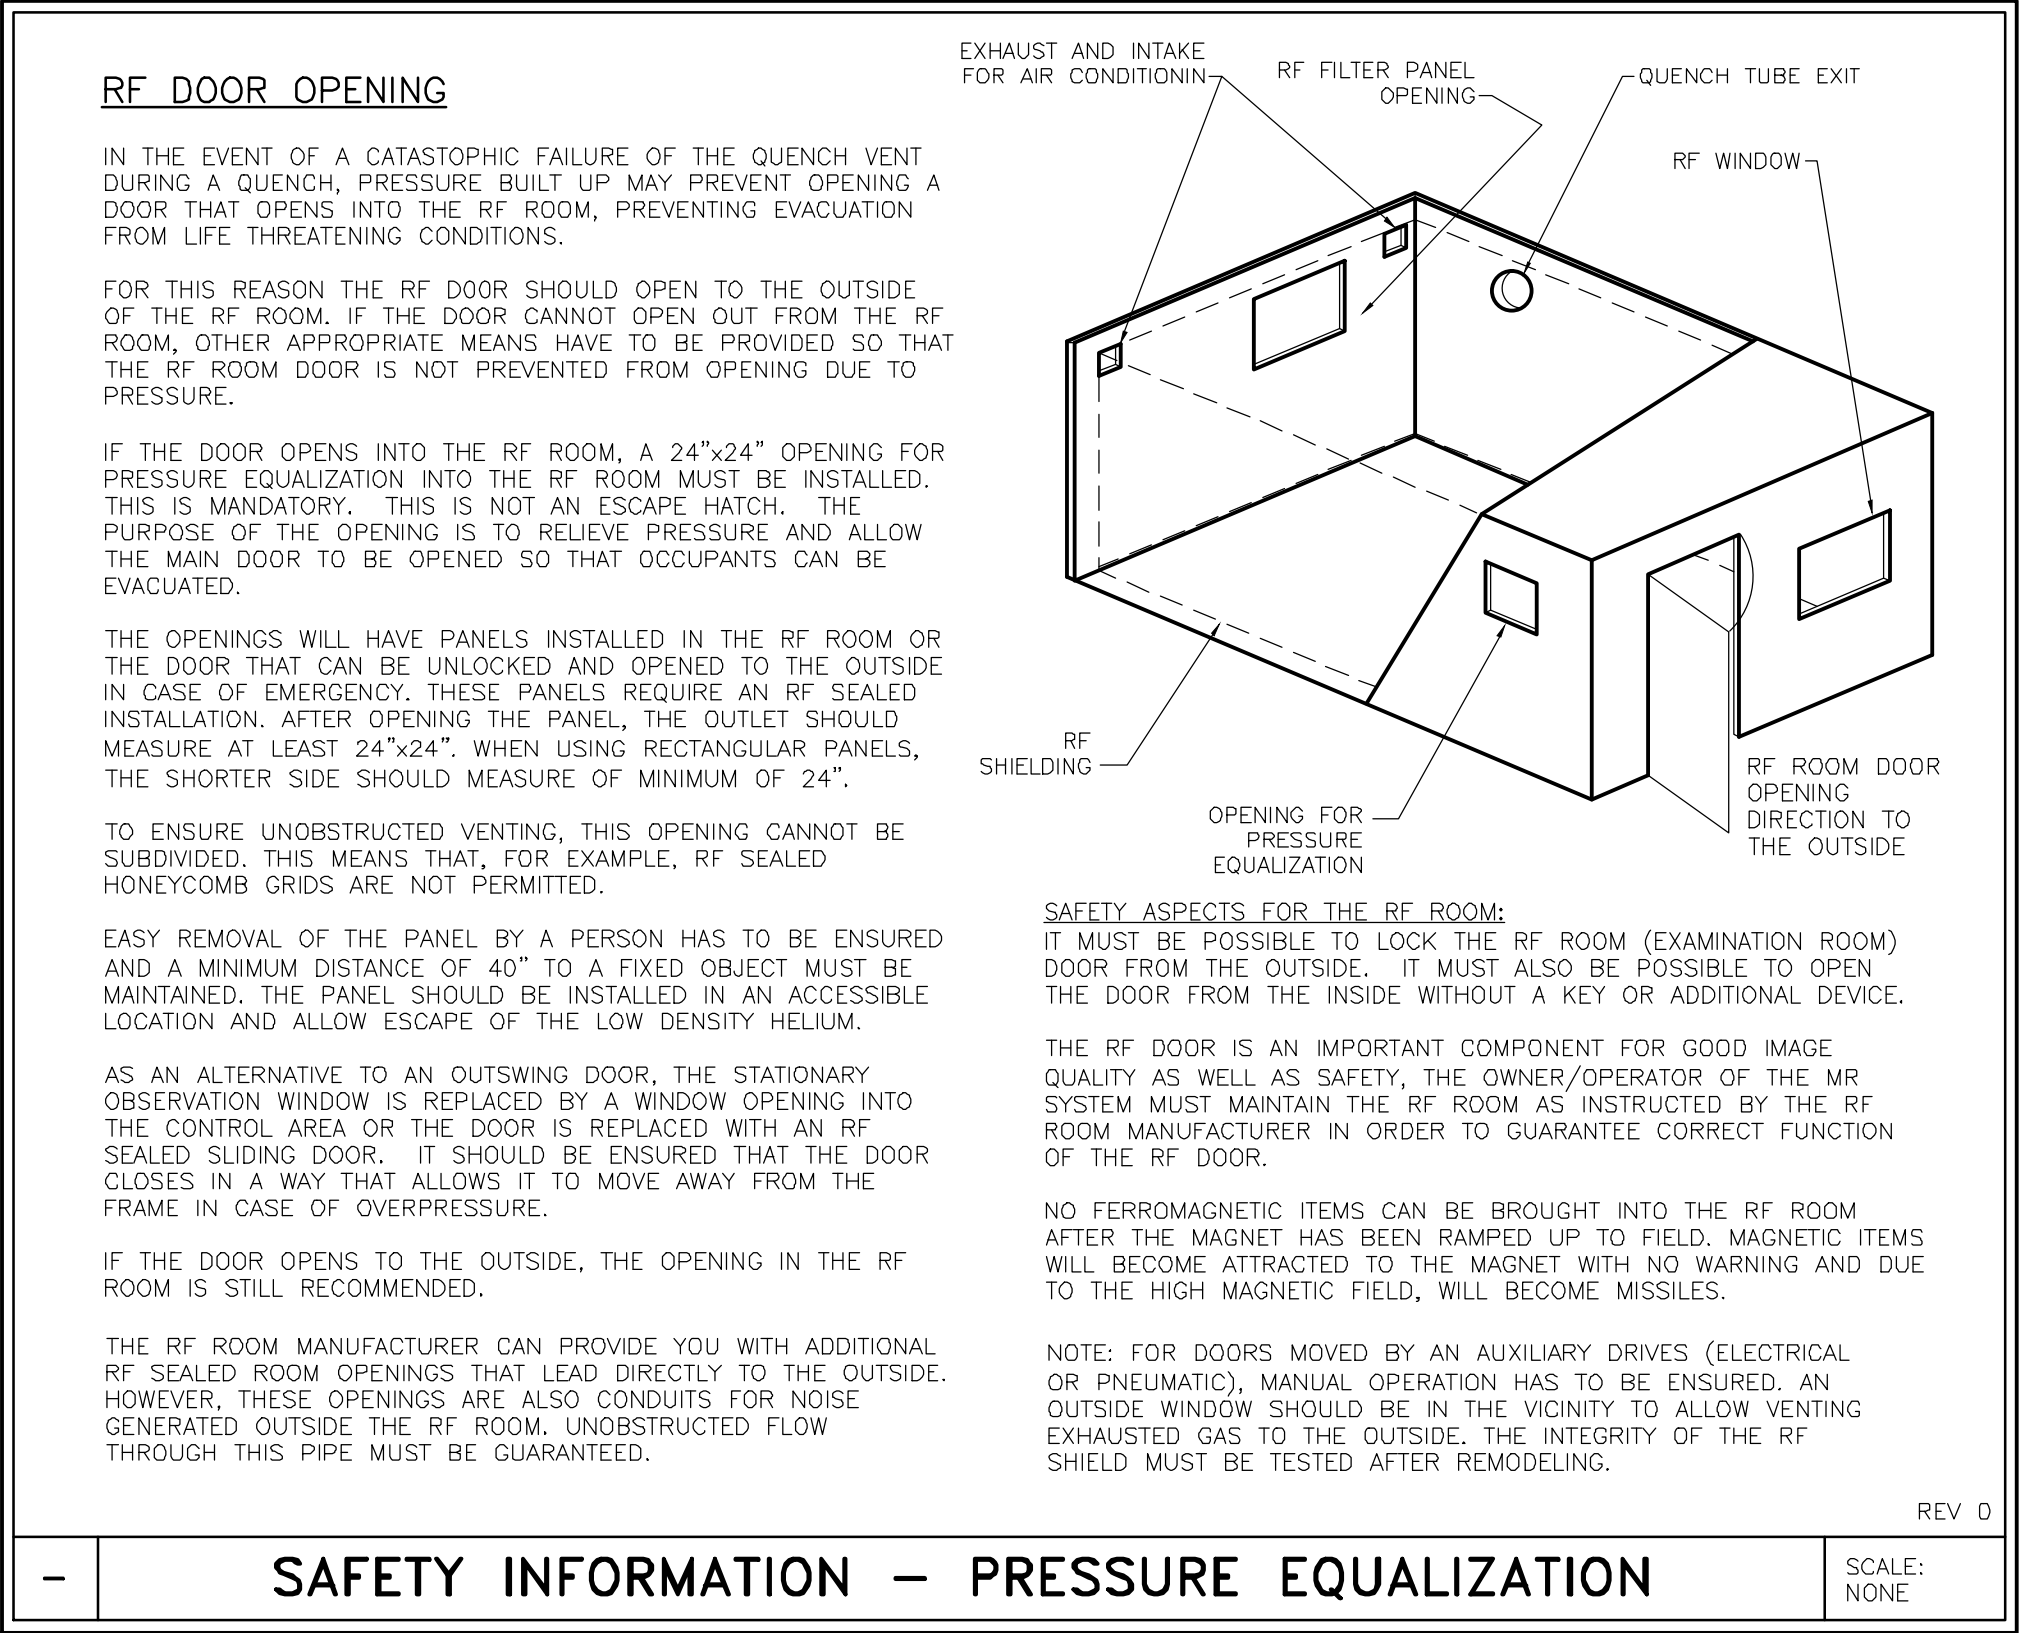 RF DOOR OPENING
IN THE EVENT OF A CATASTOPHIC FAILURE OF THE QUENCH VENT
DURING A QUENCH, PRESSURE BUILT UP MAY PREVENT OPENING A
DOOR THAT OPENS INTO THE RF ROOM, PREVENTING EVACUATION
FROM LIFE THREATENING CONDITIONS.
FOR THIS REASON THE RF DOOR SHOULD OPEN TO THE OUTSIDE
OF THE RF ROOM. IF THE DOOR CANNOT OPEN OUT FROM THE RF
ROOM, OTHER APPROPRIATE MEANS HAVE TO BE PROVIDED SO THAT
THE RF ROOM DOOR IS NOT PREVENTED FROM OPENING DUE TO
PRESSURE.
IF THE DOOR OPENS INTO THE RF ROOM, A 24"x24" OPENING FOR
PRESSURE EQUALIZATION INTO THE RF ROOM MUST BE INSTALLED.
THIS IS MANDATORY. THIS IS NOT AN ESCAPE HATCH. THE
PURPOSE OF THE OPENING IS TO RELIEVE PRESSURE AND ALLOW
THE MAIN DOOR TO BE OPENED SO THAT OCCUPANTS CAN BE
EVACUATED.
THE OPENINGS WILL HAVE PANELS INSTALLED IN THE RF ROOM OR
THE DOOR THAT CAN BE UNLOCKED AND OPENED TO THE OUTSIDE
IN CASE OF EMERGENCY. THESE PANELS REQUIRE AN RF SEALED
INSTALLATION. AFTER OPENING THE PANEL, THE OUTLET SHOULD
MEASURE AT LEAST 24"x24". WHEN USING RECTANGULAR PANELS,
THE SHORTER SIDE SHOULD MEASURE OF MINIMUM OF 24".
TO ENSURE UNOBSTRUCTED VENTING, THIS OPENING CANNOT BE
SUBDIVIDED. THIS MEANS THAT, FOR EXAMPLE, RF SEALED
HONEYCOMB GRIDS ARE NOT PERMITTED.
EASY REMOVAL OF THE PANEL BY A PERSON HAS TO BE ENSURED
AND A MINIMUM DISTANCE OF 40" TO A FIXED OBJECT MUST BE
MAINTAINED. THE PANEL SHOULD BE INSTALLED IN AN ACCESSIBLE
LOCATION AND ALLOW ESCAPE OF THE LOW DENSITY HELIUM.
AS AN ALTERNATIVE TO AN OUTSWING DOOR, THE STATIONARY
OBSERVATION WINDOW IS REPLACED BY A WINDOW OPENING INTO
THE CONTROL AREA OR THE DOOR IS REPLACED WITH AN RF
SEALED SLIDING DOOR. IT SHOULD BE ENSURED THAT THE DOOR
CLOSES IN A WAY THAT ALLOWS IT TO MOVE AWAY FROM THE
FRAME IN CASE OF OVERPRESSURE.
IF THE DOOR OPENS TO THE OUTSIDE, THE OPENING IN THE RF
ROOM IS STILL RECOMMENDED.
THE RF ROOM MANUFACTURER CAN PROVIDE YOU WITH ADDITIONAL
RF SEALED ROOM OPENINGS THAT LEAD DIRECTLY TO THE OUTSIDE.
HOWEVER, THESE OPENINGS ARE ALSO CONDUITS FOR NOISE
GENERATED OUTSIDE THE RF ROOM. UNOBSTRUCTED FLOW
THROUGH THIS PIPE MUST BE GUARANTEED.
EXHAUST AND INTAKE
FOR AIR CONDITIONIN
RF FILTER PANEL
OPENING
QUENCH TUBE EXIT
RF WINDOW
RF
SHIELDING
OPENING FOR
PRESSURE
EQUALIZATION
RF ROOM DOOR
OPENING
DIRECTION TO
THE OUTSIDE
SAFETY ASPECTS FOR THE RF ROOM:
IT MUST BE POSSIBLE TO LOCK THE RF ROOM (EXAMINATION ROOM)
DOOR FROM THE OUTSIDE. IT MUST ALSO BE POSSIBLE TO OPEN
THE DOOR FROM THE INSIDE WITHOUT A KEY OR ADDITIONAL DEVICE.
THE RF DOOR IS AN IMPORTANT COMPONENT FOR GOOD IMAGE
QUALITY AS WELL AS SAFETY, THE OWNER/OPERATOR OF THE MR
SYSTEM MUST MAINTAIN THE RF ROOM AS INSTRUCTED BY THE RF
ROOM MANUFACTURER IN ORDER TO GUARANTEE CORRECT FUNCTION
OF THE RF DOOR.
NO FERROMAGNETIC ITEMS CAN BE BROUGHT INTO THE RF ROOM
AFTER THE MAGNET HAS BEEN RAMPED UP TO FIELD. MAGNETIC ITEMS
WILL BECOME ATTRACTED TO THE MAGNET WITH NO WARNING AND DUE
TO THE HIGH MAGNETIC FIELD, WILL BECOME MISSILES.
NOTE: FOR DOORS MOVED BY AN AUXILIARY DRIVES (ELECTRICAL
OR PNEUMATIC), MANUAL OPERATION HAS TO BE ENSURED. AN
OUTSIDE WINDOW SHOULD BE IN THE VICINITY TO ALLOW VENTING
EXHAUSTED GAS TO THE OUTSIDE. THE INTEGRITY OF THE RF
SHIELD MUST BE TESTED AFTER REMODELING.
REV 0
-
SAFETY INFORMATION - PRESSURE EQUALIZATION
SCALE:
NONE